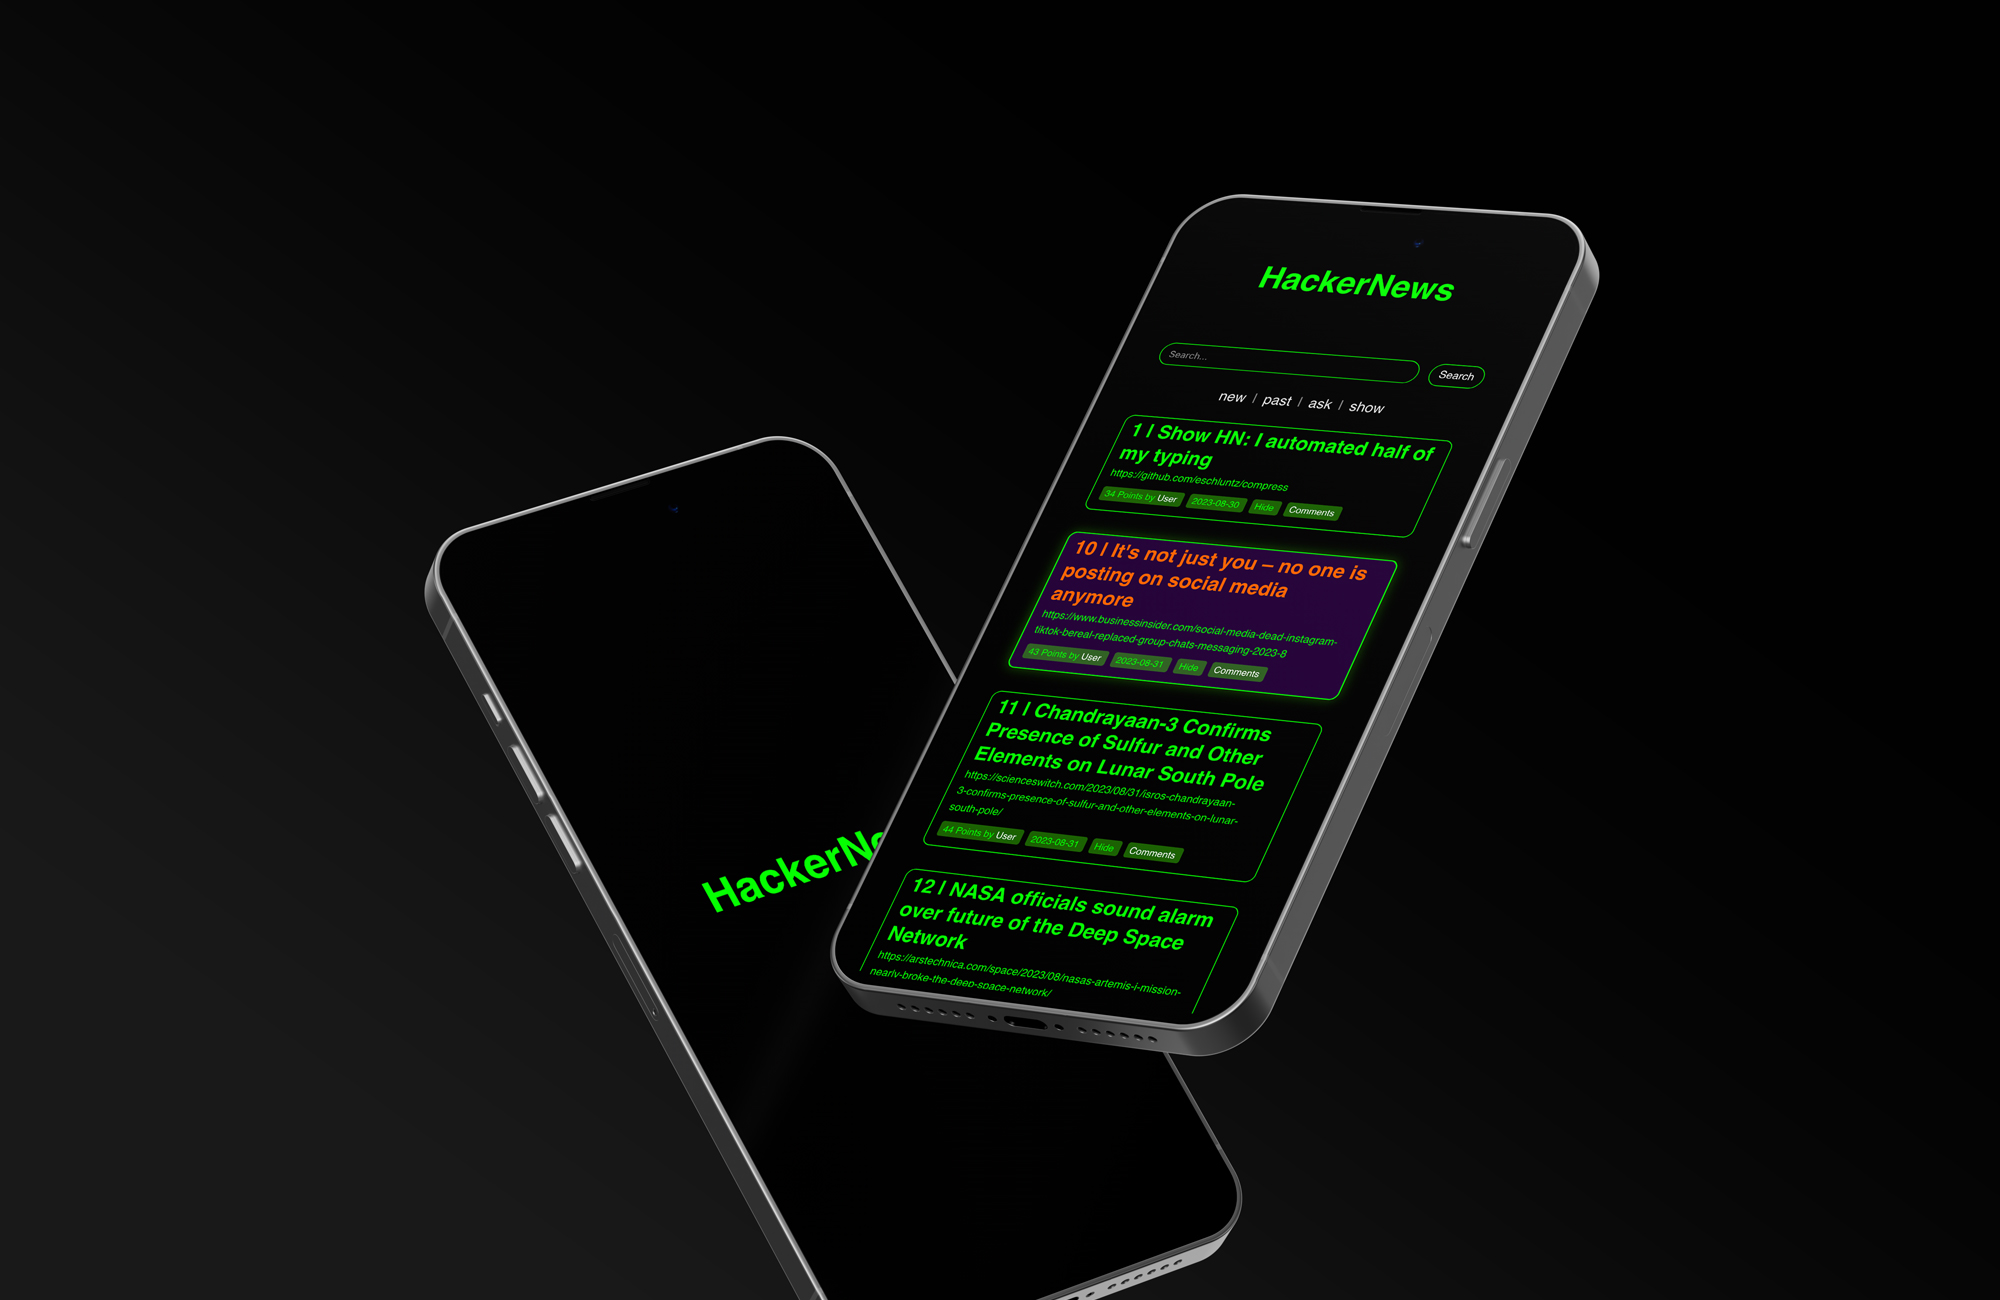 HackerNews
Search...
Search
new | past | ask | show
1 | Show HN: I automated half of
my typing
https://github.com/eschluntz/compress
34 Points by User 2023-08-30 Hide Comments
10 | It's not just you – no one is
posting on social media
anymore
https://www.businessinsider.com/social-media-dead-instagram-
tiktok-bereal-replaced-group-chats-messaging-2023-8
43 Points by User 2023-08-31 Hide Comments
11 | Chandrayaan-3 Confirms
Presence of Sulfur and Other
Elements on Lunar South Pole
https://scienceswitch.com/2023/08/31/isros-chandrayaan-
3-confirms-presence-of-sulfur-and-other-elements-on-lunar-
south-pole/
44 Points by User 2023-08-31 Hide Comments
12 | NASA officials sound alarm
over future of the Deep Space
Network
https://arstechnica.com/space/2023/08/nasas-artemis-i-mission-
nearly-broke-the-deep-space-network/
HackerNe